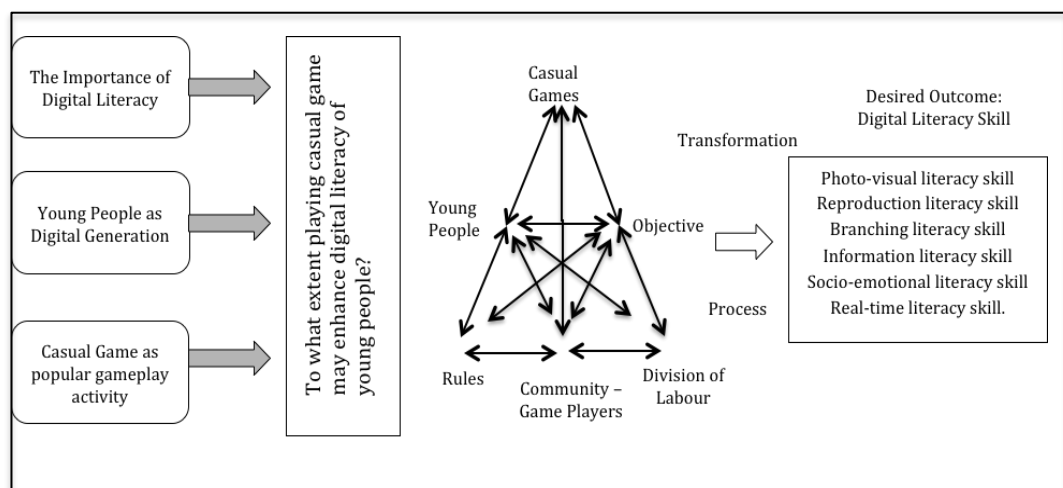 The Importance of
Digital Literacy
Young People as
Digital Generation
Casual Game as
popular gameplay
activity
To what extent playing casual game
may enhance digital literacy of
young people?
Casual
Games
Young
People
Objective
Rules
Community –
Game Players
Division of
Labour
Transformation
Process
Desired Outcome:
Digital Literacy Skill
Photo-visual literacy skill
Reproduction literacy skill
Branching literacy skill
Information literacy skill
Socio-emotional literacy skill
Real-time literacy skill.